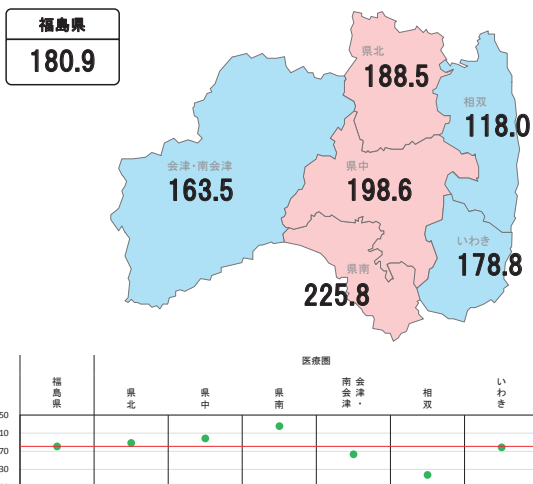 福島県
180.9
県北
188.5
相双
118.0
会津・南会津
163.5
県中
198.6
いわき
178.8
県南
225.8
医療圏
福島県
県北
県中
県南
会津・
南会津
相双
いわき
50
10
70
30